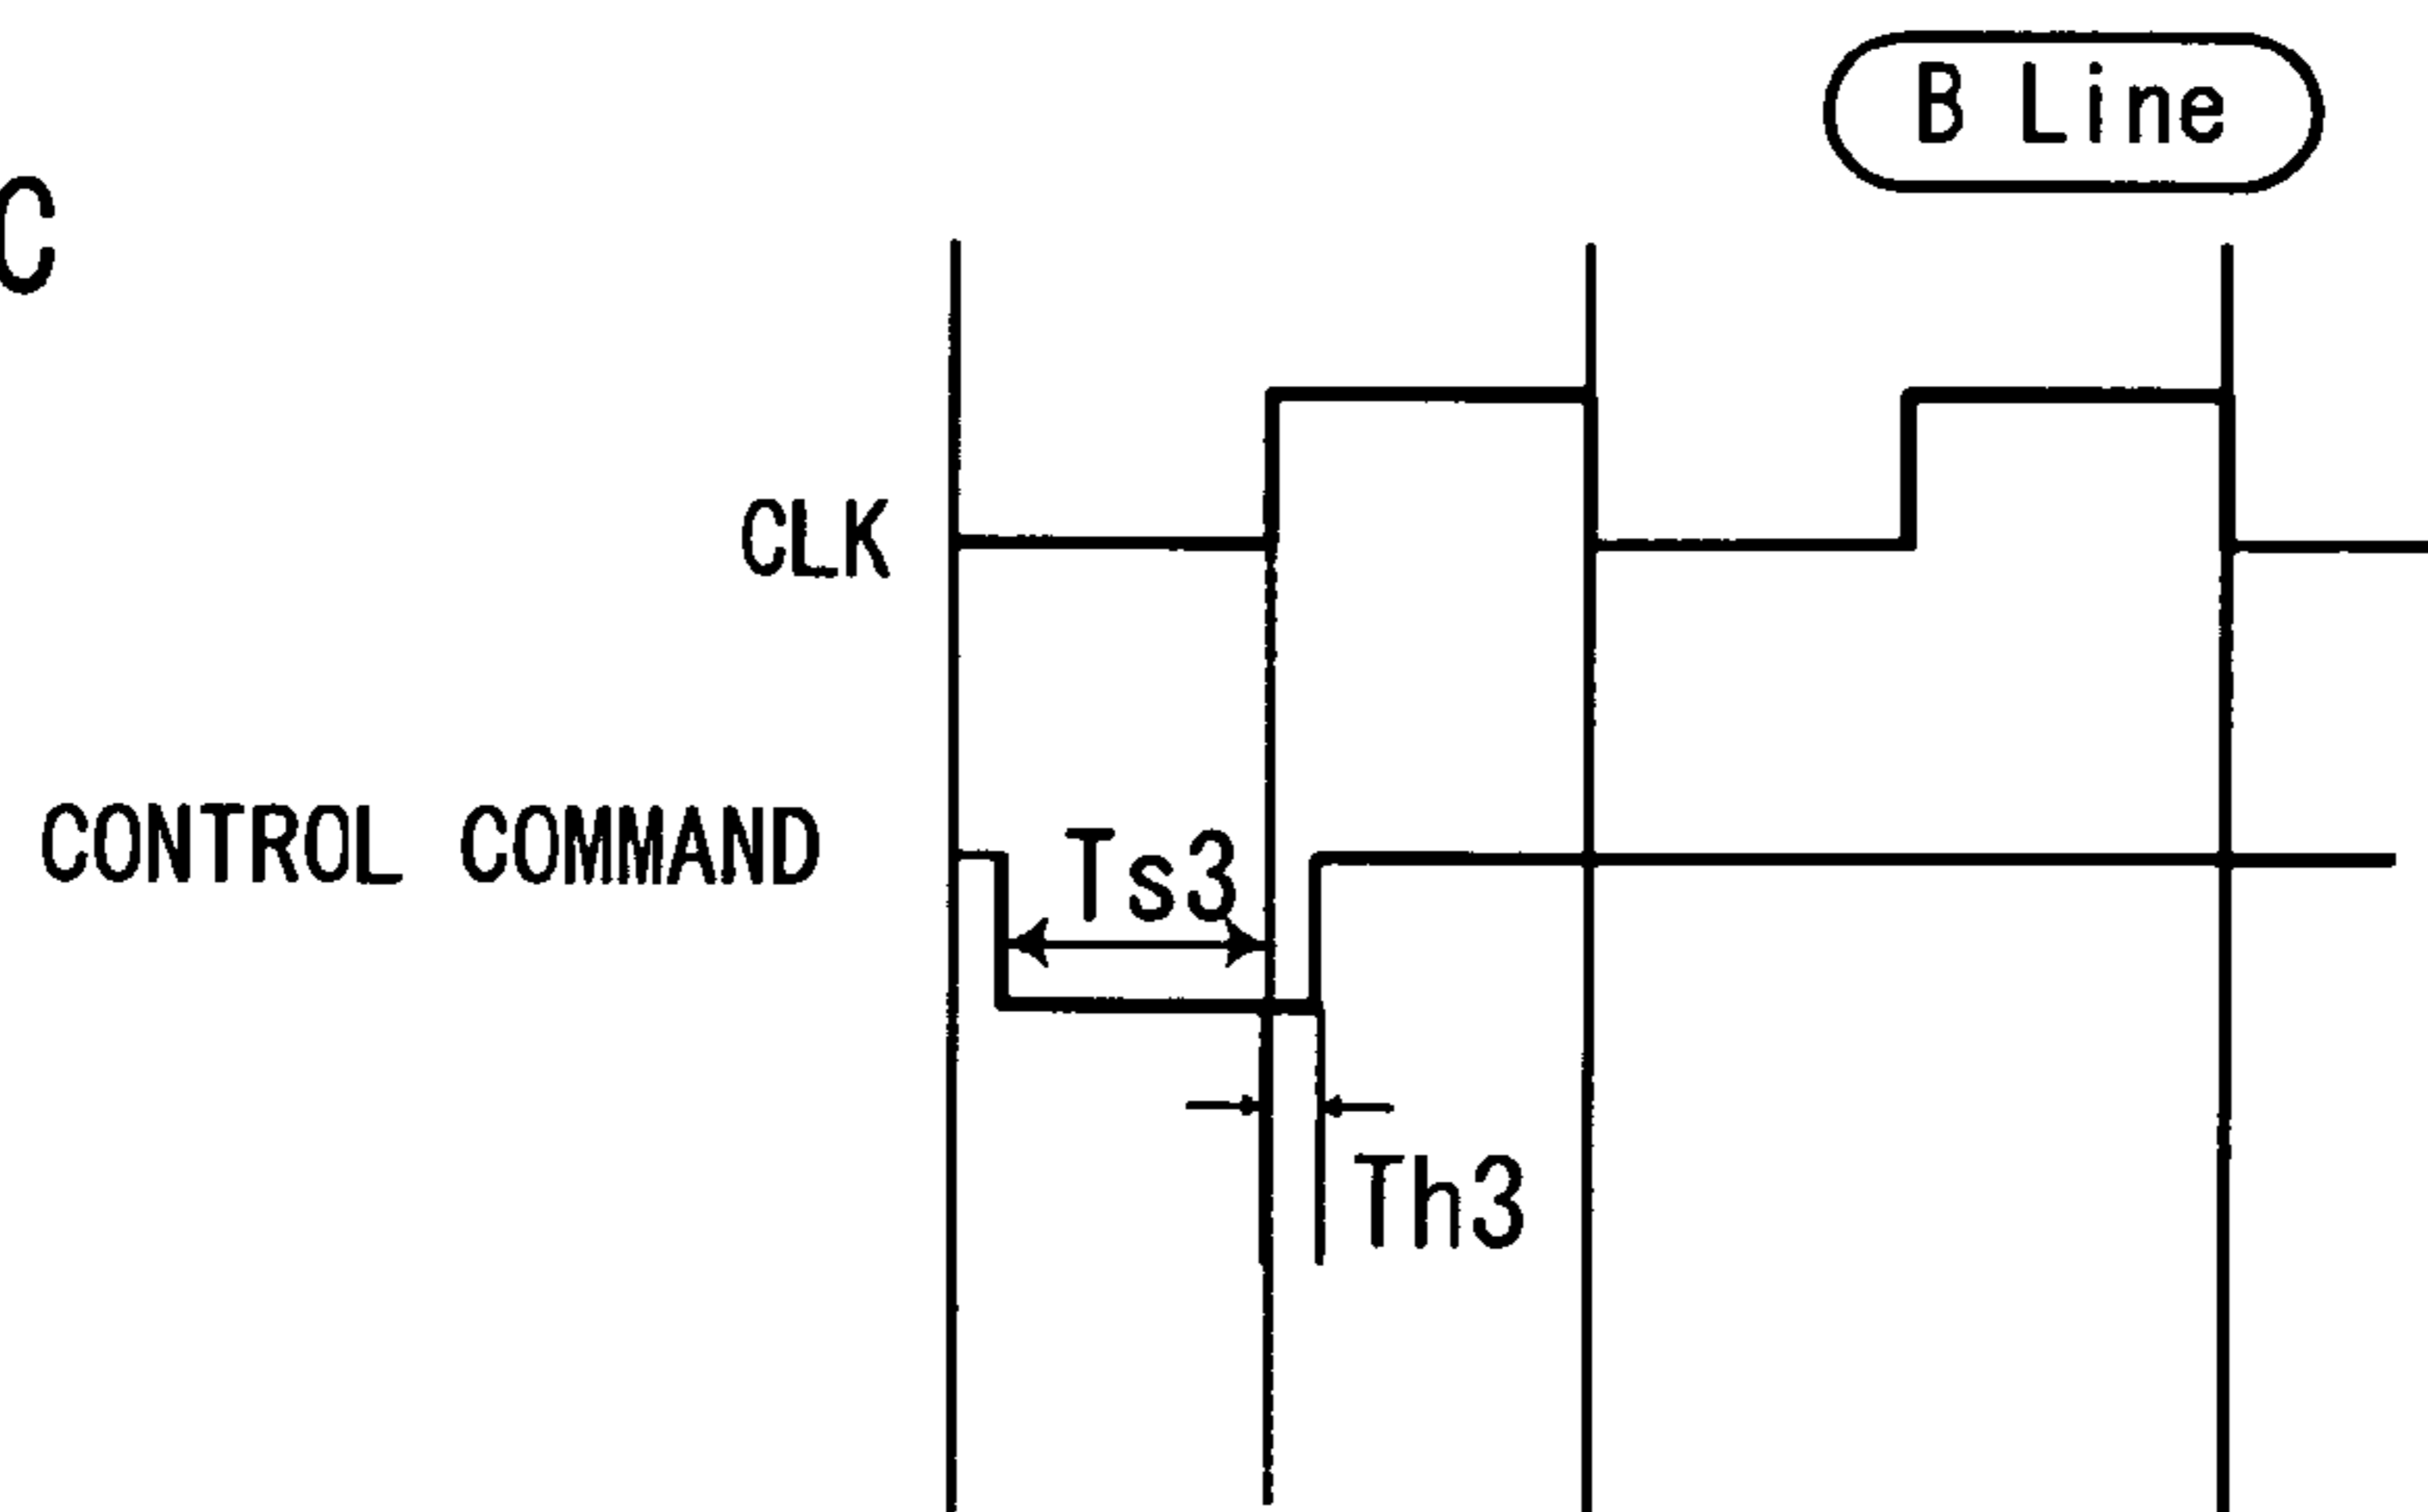 B Line
C
CLK
CONTROL COMMAND
Ts3
Th3